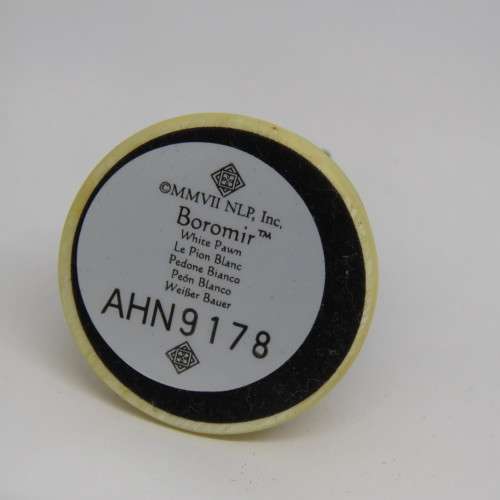 ©MMVII NLP, Inc.
Boromir™
White Pawn
Le Pion Blanc
Pedone Bianco
Peón Blanco
Weißer Bauer
AHN9178